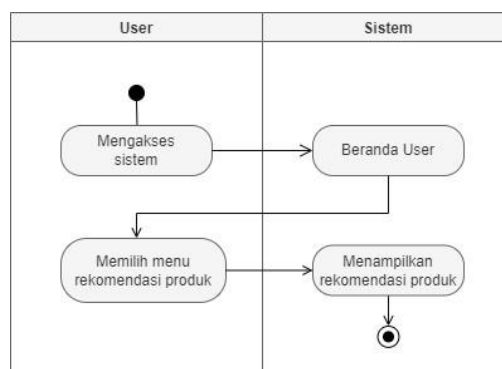 User
Sistem
Mengakses
sistem
Beranda User
Memilih menu
rekomendasi produk
Menampilkan
rekomendasi produk